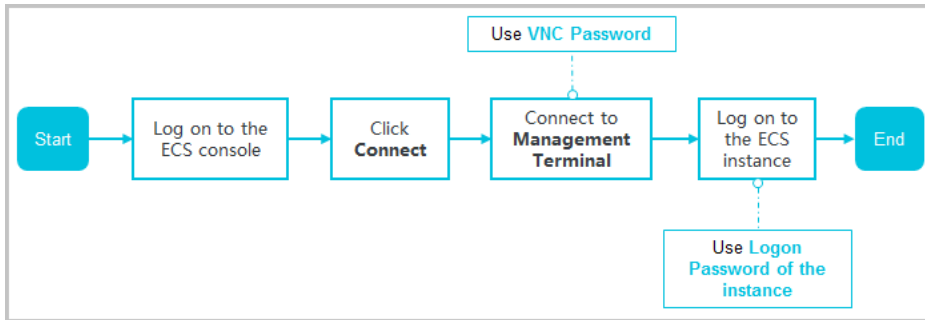 Use VNC Password
Start
Log on to the
ECS console
Click
Connect
Connect to
Management
Terminal
Log on to
the ECS
instance
End
Use Logon
Password of the
instance